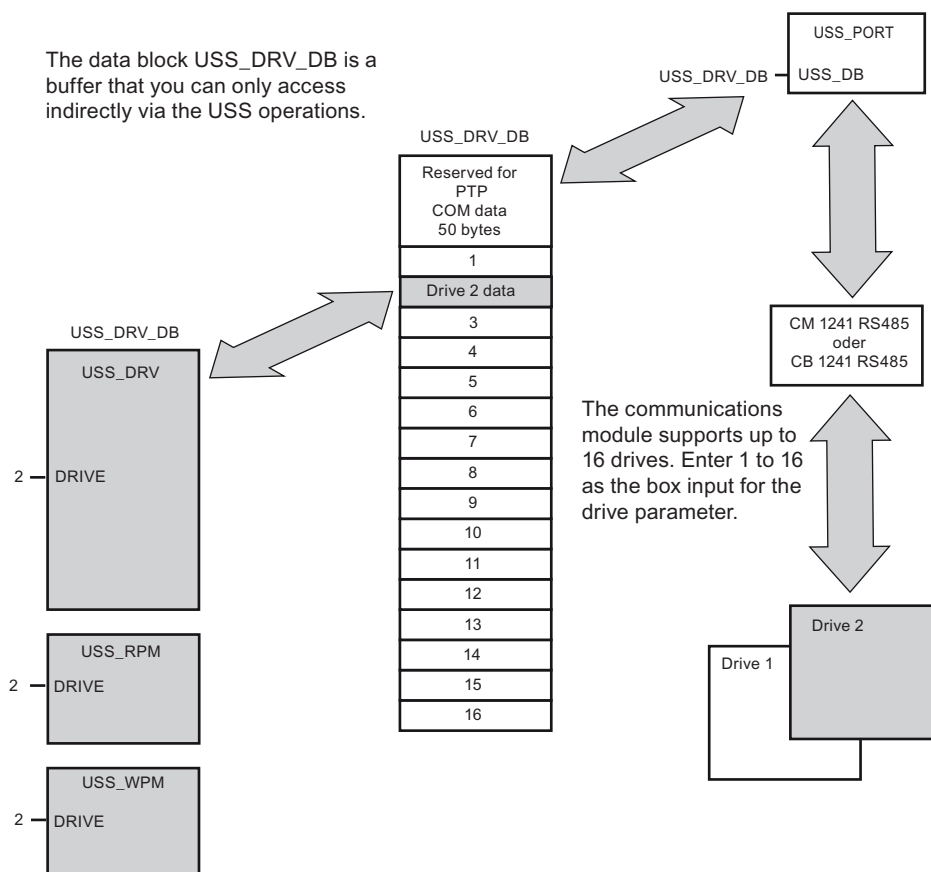 The data block USS_DRV_DB is a
buffer that you can only access
indirectly via the USS operations.
USS_PORT
USS_DRV_DB
USS_DB
USS_DRV_DB
Reserved for
PTP
COM data
50 bytes
1
Drive 2 data
3
4
5
6
7
8
9
10
11
12
13
14
15
16
USS_DRV_DB
USS_DRV
2
DRIVE
USS_RPM
2
DRIVE
USS_WPM
2
DRIVE
CM 1241 RS485
oder
CB 1241 RS485
The communications
module supports up to
16 drives. Enter 1 to 16
as the box input for the
drive parameter.
Drive 2
Drive 1